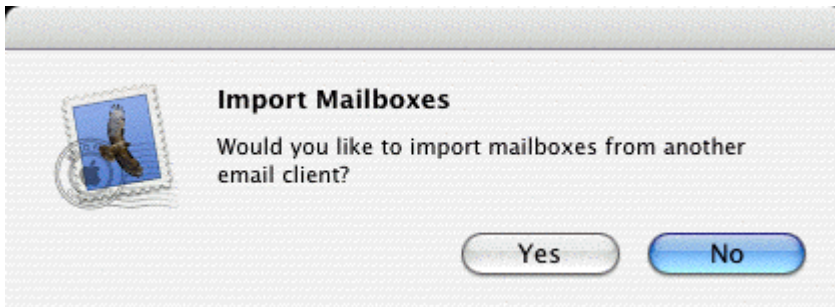 Import Mailboxes
Would you like to import mailboxes from another
email client?
Yes
No